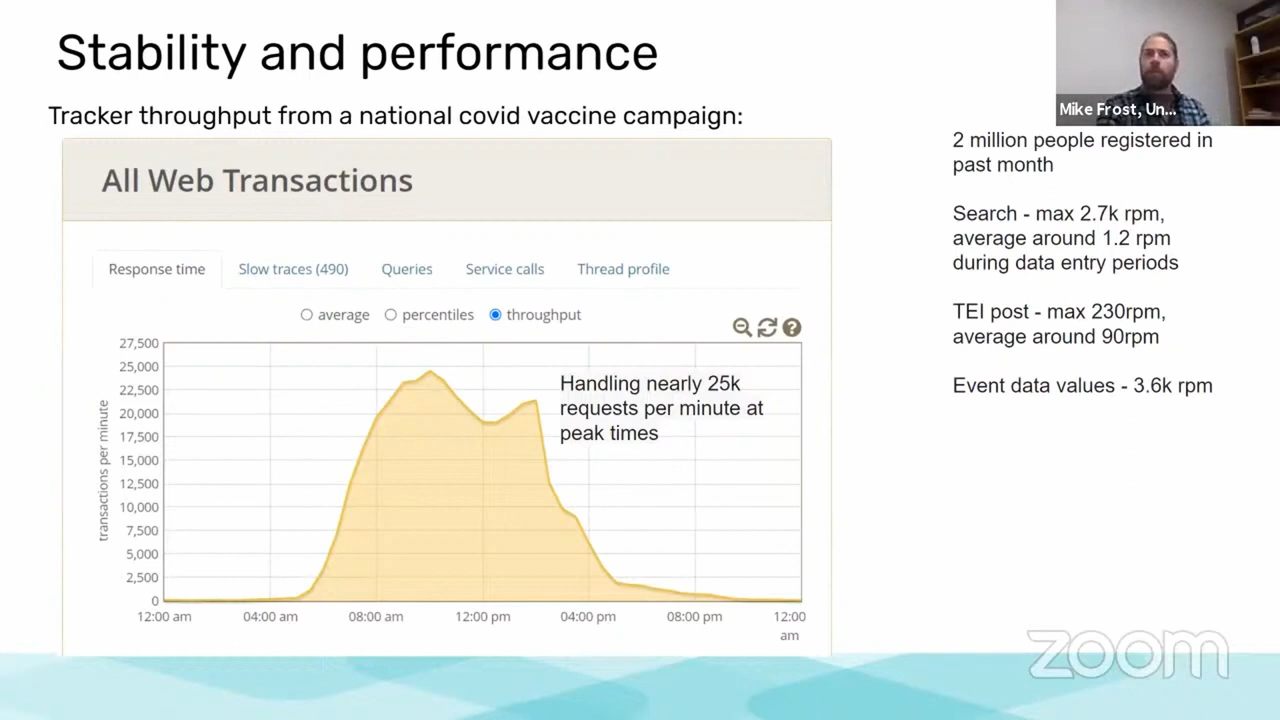 Stability and performance
Tracker throughput from a national covid vaccine campaign:
All Web Transactions
Response time
Slow traces (490)
Queries
Service calls
Thread profile
average
percentiles
throughput
27,500
25,000
22,500
20,000
17,500
15,000
12,500
10,000
7,500
5,000
2,500
0
transactions per minute
Handling nearly 25k
requests per minute at
peak times
12:00 am
04:00 am
08:00 am
12:00 pm
04:00 pm
08:00 pm
12:00
am
Mike Frost, Un...
2 million people registered in
past month
Search - max 2.7k rpm,
average around 1.2 rpm
during data entry periods
TEI post - max 230rpm,
average around 90rpm
Event data values - 3.6k rpm
zoom